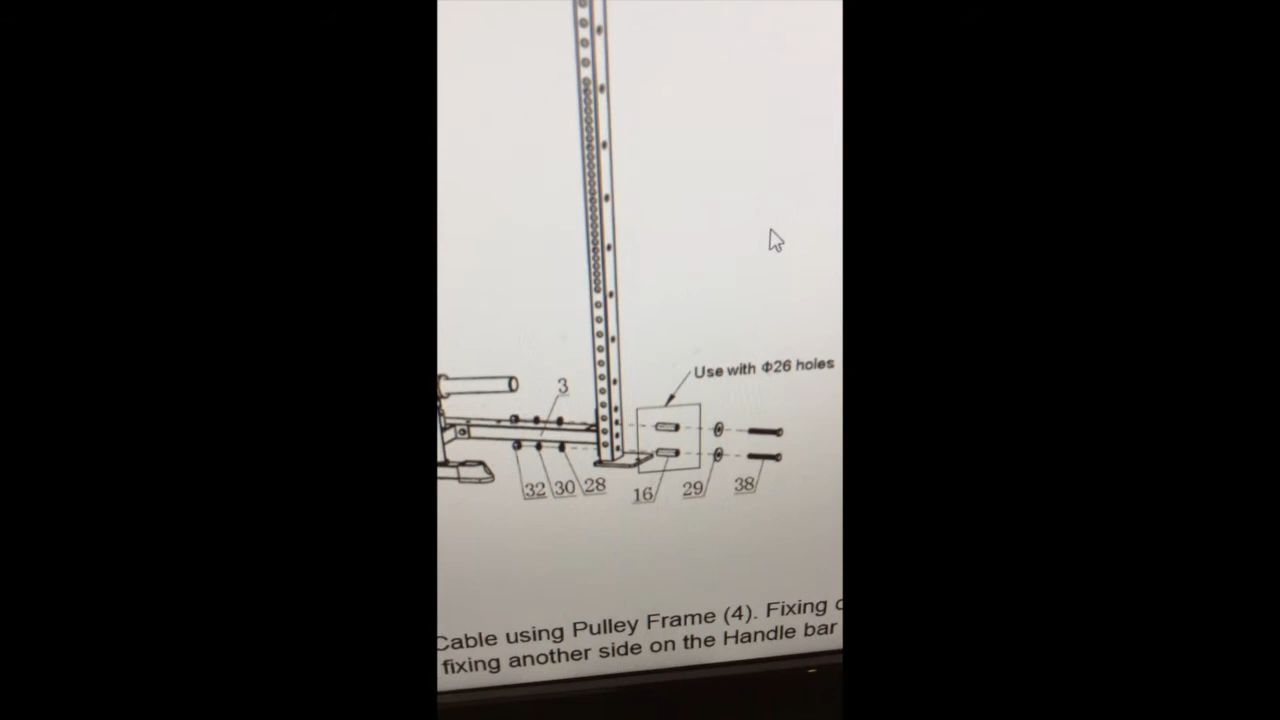 Use with Φ26 holes
3
32 30 28 16 29 38
Cable using Pulley Frame (4). Fixing
fixing another side on the Handle bar